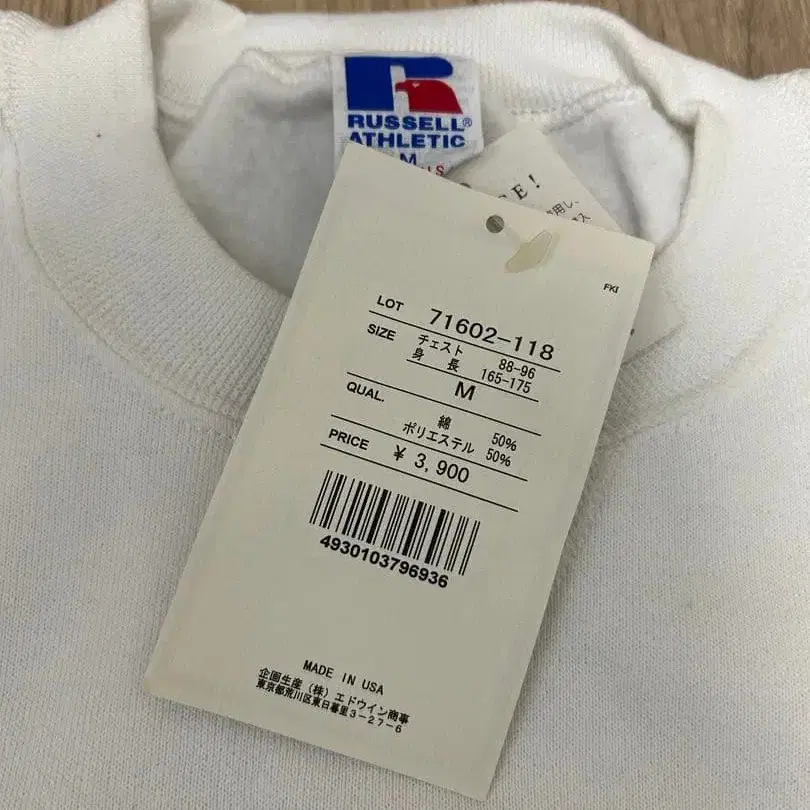 RUSSELL®
ATHLETIC
M
E!
FKI
LOT 71602-118
SIZE チェスト 88-96
身長 165-175
M
QUAL.
綿 50%
ポリエステル 50%
PRICE ¥ 3,900
4930103796936
MADE IN USA
企画生産 (株) エドウイン商事
東京都荒川区東日暮里3-27-6